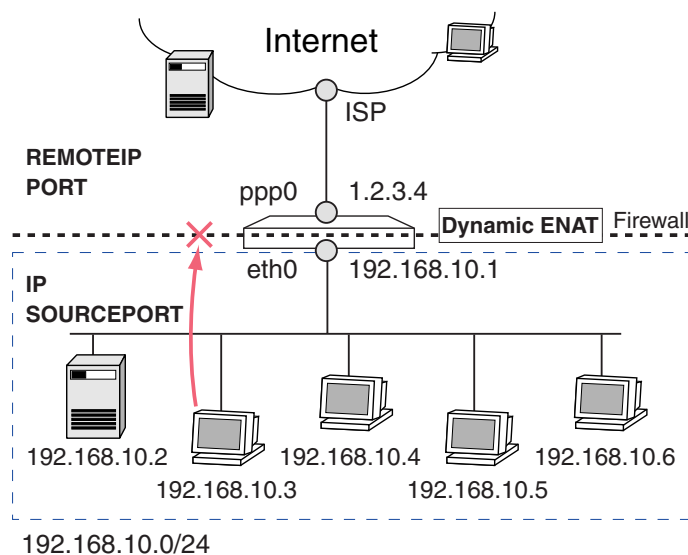 Internet
ISP
REMOTEIP
PORT
ppp0
1.2.3.4
Dynamic ENAT
Firewall
eth0
192.168.10.1
IP
SOURCEPORT
192.168.10.2
192.168.10.3
192.168.10.4
192.168.10.5
192.168.10.6
192.168.10.0/24